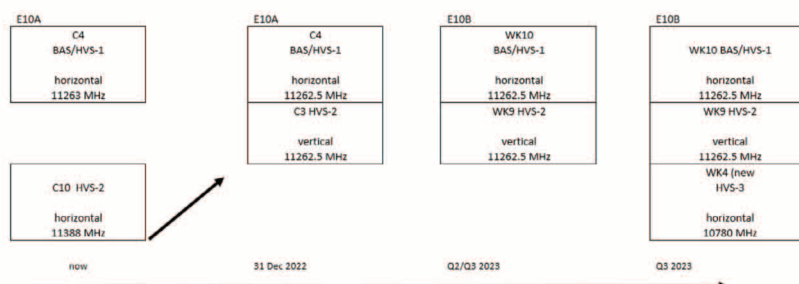 E10A
C4
BAS/HVS-1
horizontal
11263 MHz
C10 HVS-2
horizontal
11388 MHz
now
E10A
C4
BAS/HVS-1
horizontal
11262.5 MHz
C3 HVS-2
vertical
11262.5 MHz
31 Dec 2022
E10B
WK10
BAS/HVS-1
horizontal
11262.5 MHz
WK9 HVS-2
vertical
11262.5 MHz
Q2/Q3 2023
E10B
WK10 BAS/HVS-1
horizontal
11262.5 MHz
WK9 HVS-2
vertical
11262.5 MHz
WK4 (new
HVS-3
horizontal
10780 MHz
Q3 2023